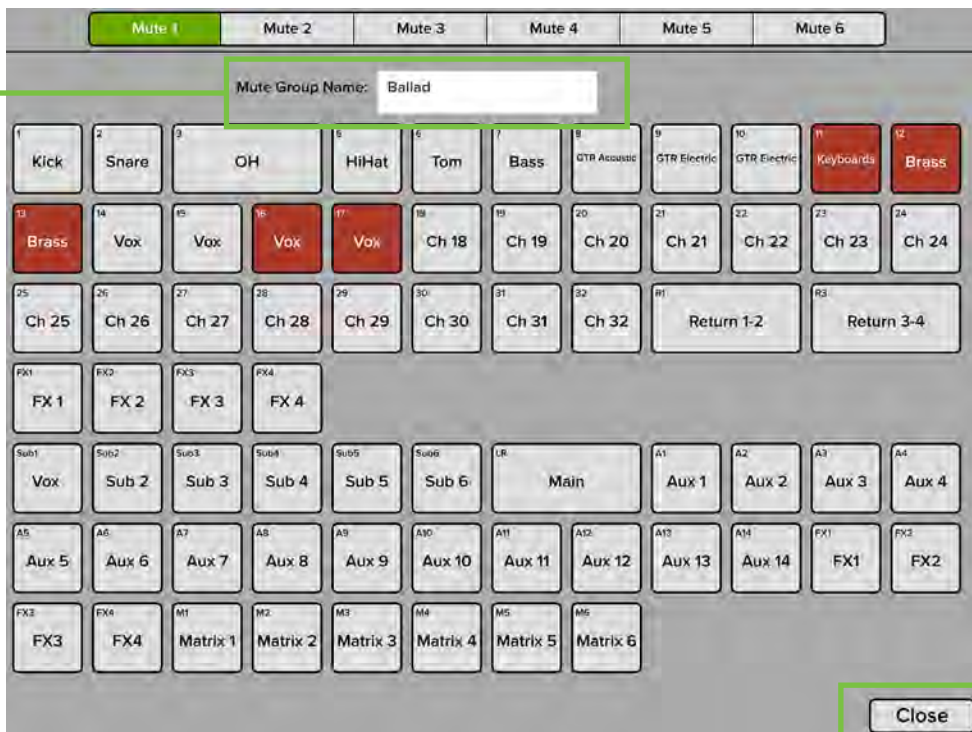 Mute 1 Mute 2 Mute 3 Mute 4 Mute 5 Mute 6
Mute Group Name: Ballad
1 2 3 5 6 7 8 9 10 11 12
Kick Snare OH HiHat Tom Bass GTR Acoustic GTR Electric GTR Electric Keyboards Brass
13 14 15 16 17 18 19 20 21 22 23 24
Brass Vox Vox Vox Vox Ch 18 Ch 19 Ch 20 Ch 21 Ch 22 Ch 23 Ch 24
25 26 27 28 29 30 31 32 R1 R3
Ch 25 Ch 26 Ch 27 Ch 28 Ch 29 Ch 30 Ch 31 Ch 32 Return 1-2 Return 3-4
FX1 FX2 FX3 FX4
FX 1 FX 2 FX 3 FX 4
Sub1 Sub2 Sub3 Sub4 Sub5 Sub6 LR A1 A2 A3 A4
Vox Sub 2 Sub 3 Sub 4 Sub 5 Sub 6 Main Aux 1 Aux 2 Aux 3 Aux 4
A5 A6 A7 A8 A9 A10 A11 A12 A13 A14 FX1 FX2
Aux 5 Aux 6 Aux 7 Aux 8 Aux 9 Aux 10 Aux 11 Aux 12 Aux 13 Aux 14 FX1 FX2
FX3 FX4 M1 M2 M3 M4 M5 M6
FX3 FX4 Matrix 1 Matrix 2 Matrix 3 Matrix 4 Matrix 5 Matrix 6
Close